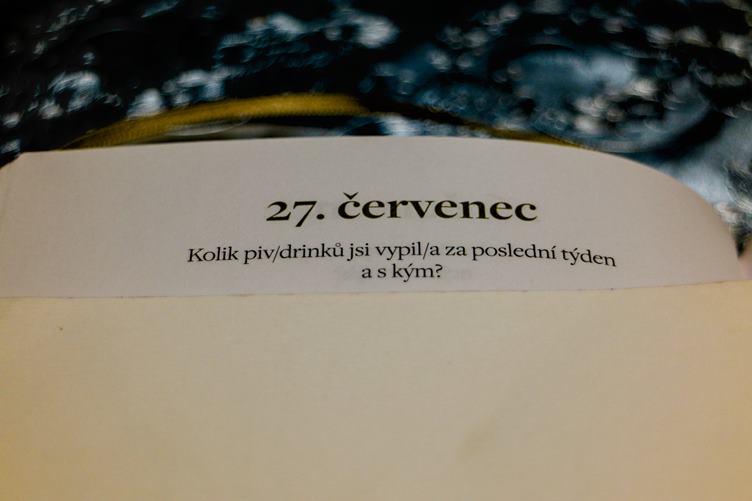 27. červenec
Kolik piv/drinků jsi vypil/a za poslední týden
a s kým?